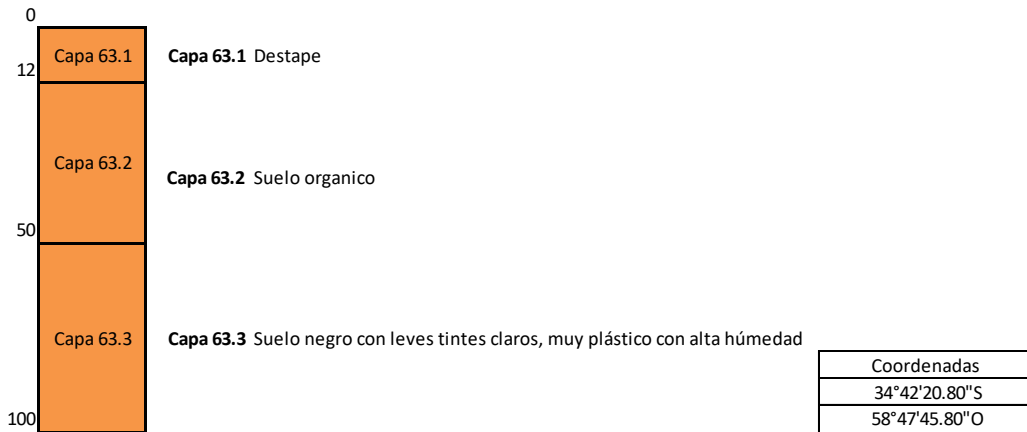 0
Capa 63.1 Capa 63.1 Destape
12
Capa 63.2
Capa 63.2 Suelo organico
50
Capa 63.3 Capa 63.3 Suelo negro con leves tintes claros, muy plástico con alta húmedad
Coordenadas
34°42'20.80"S
100 58°47'45.80"O